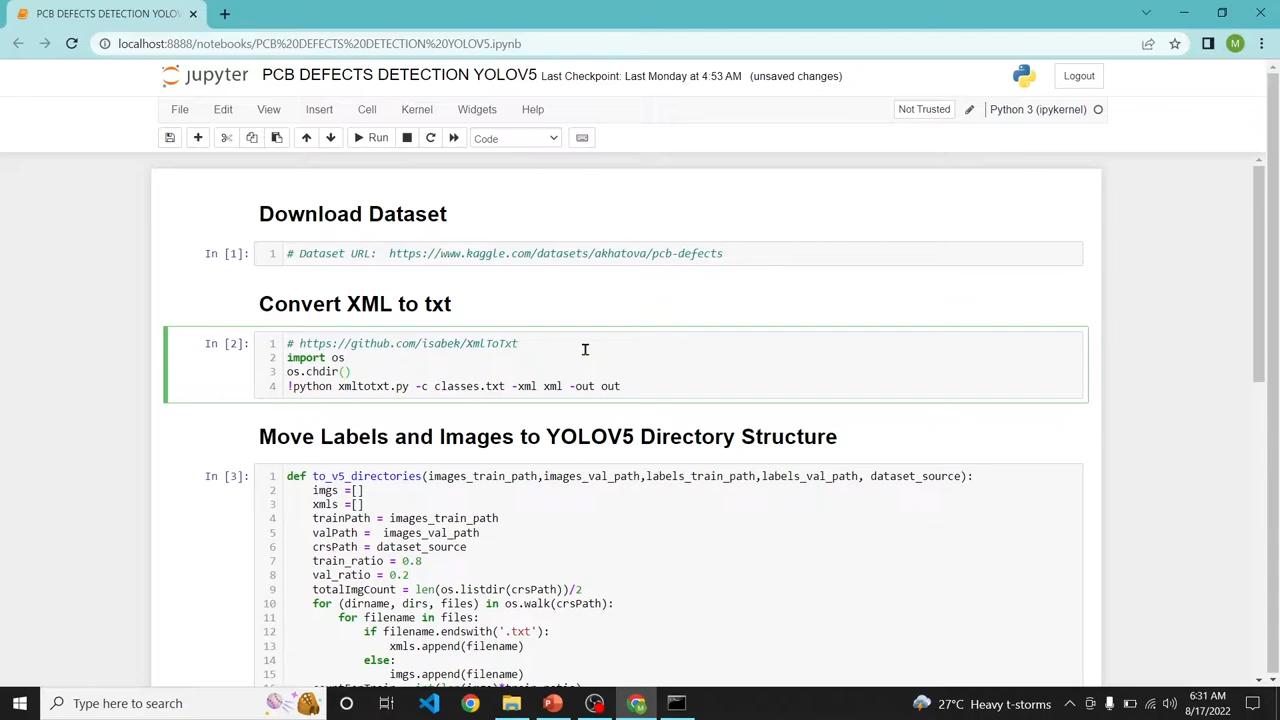 PCB DEFECTS DETECTION YOLOV
localhost:8888/notebooks/PCB%20DEFECTS%20DETECTION%20YOLOV5.ipynb
M
jupyter PCB DEFECTS DETECTION YOLOV5 Last Checkpoint: Last Monday at 4:53 AM (unsaved changes) Logout
File Edit View Insert Cell Kernel Widgets Help Not Trusted Python 3 (ipykernel)
Run Code
Download Dataset
In [1]: 1 # Dataset URL: https://www.kaggle.com/datasets/akhatova/pcb-defects
Convert XML to txt
In [2]: 1 # https://github.com/isabek/XmlToTxt
2 import os
3 os.chdir()
4 !python xmltotxt.py -c classes.txt -xml xml -out out
Move Labels and Images to YOLOV5 Directory Structure
In [3]: 1 def to_v5_directories(images_train_path,images_val_path,labels_train_path,labels_val_path, dataset_source):
2 imgs =[]
3 xmls =[]
4 trainPath = images_train_path
5 valPath = images_val_path
6 crsPath = dataset_source
7 train_ratio = 0.8
8 val_ratio = 0.2
9 totalImgCount = len(os.listdir(crsPath))/2
10 for (dirname, dirs, files) in os.walk(crsPath):
11 for filename in files:
12 if filename.endswith('.txt'):
13 xmls.append(filename)
14 else:
15 imgs.append(filename)
Type here to search
27°C Heavy t-storms
6:31 AM
8/17/2022